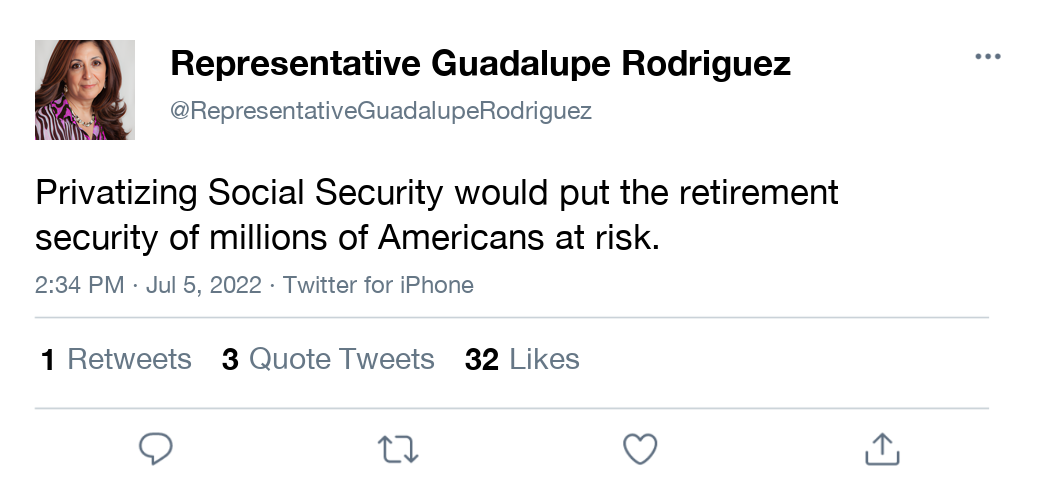 Representative Guadalupe Rodriguez
@RepresentativeGuadalupeRodriguez
Privatizing Social Security would put the retirement
security of millions of Americans at risk.
2:34 PM · Jul 5, 2022 · Twitter for iPhone
1 Retweets 3 Quote Tweets 32 Likes